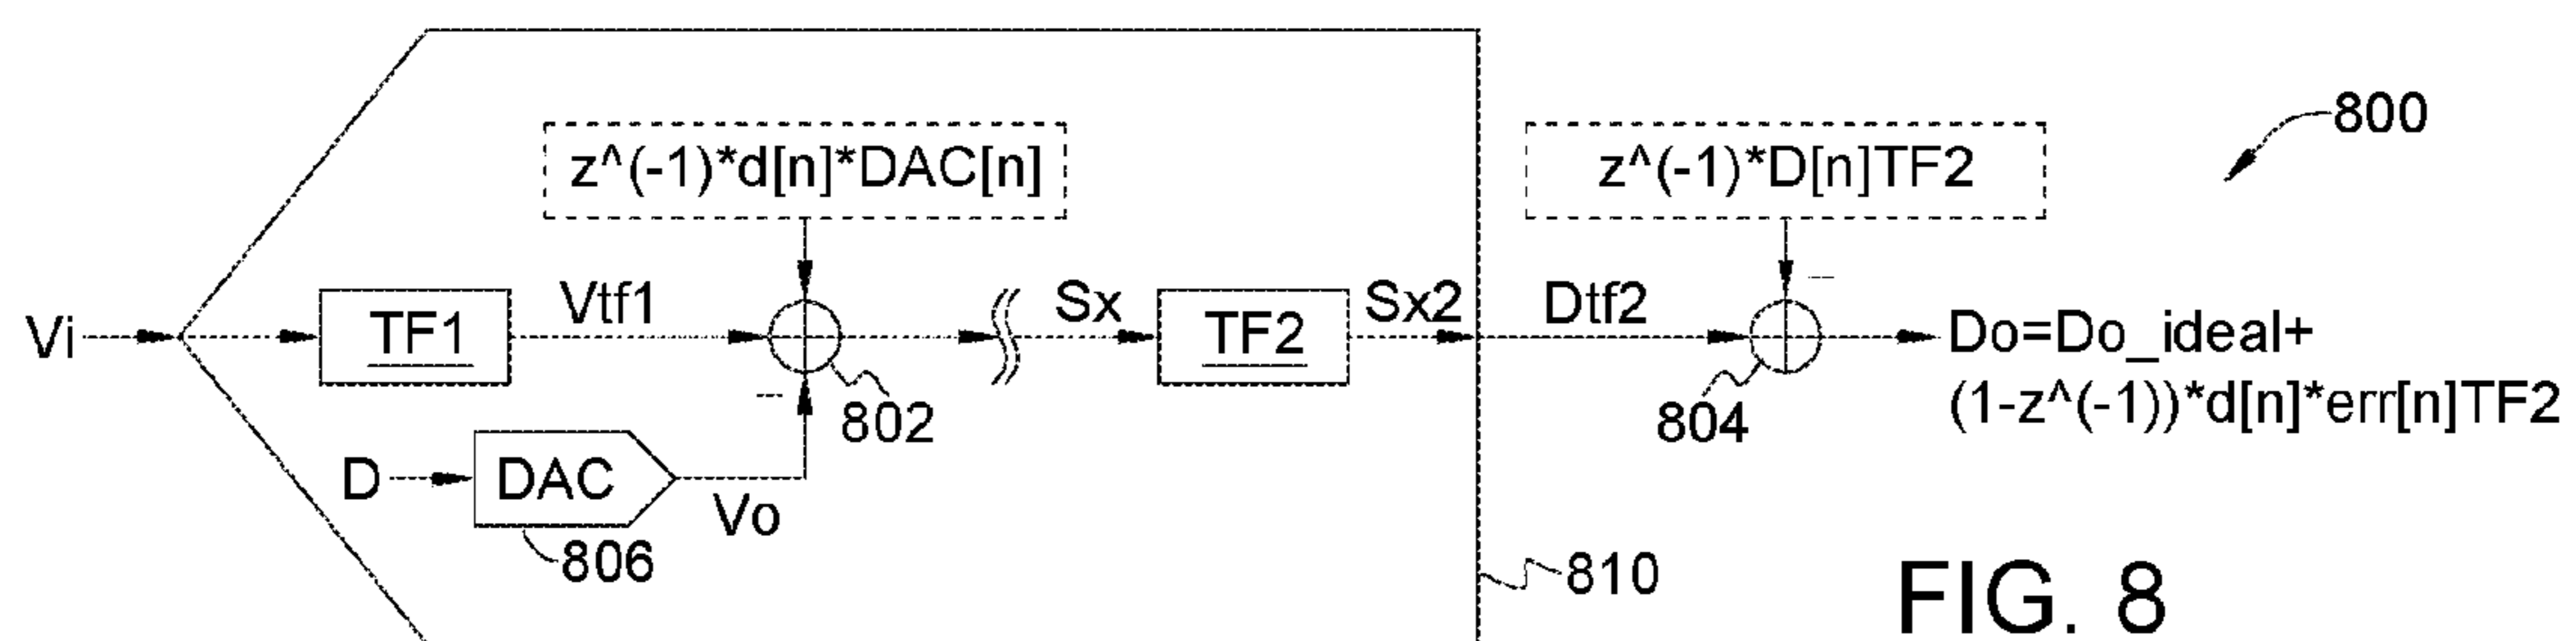 800
z^(-1)*d[n]*DAC[n]
z^(-1)*D[n]TF2
Vi
TF1
Vtf1
Sx
TF2
Sx2
Dtf2
Do=Do_ideal+
(1-z^(-1))*d[n]*err[n]TF2
802
804
D
DAC
Vo
806
810
FIG. 8